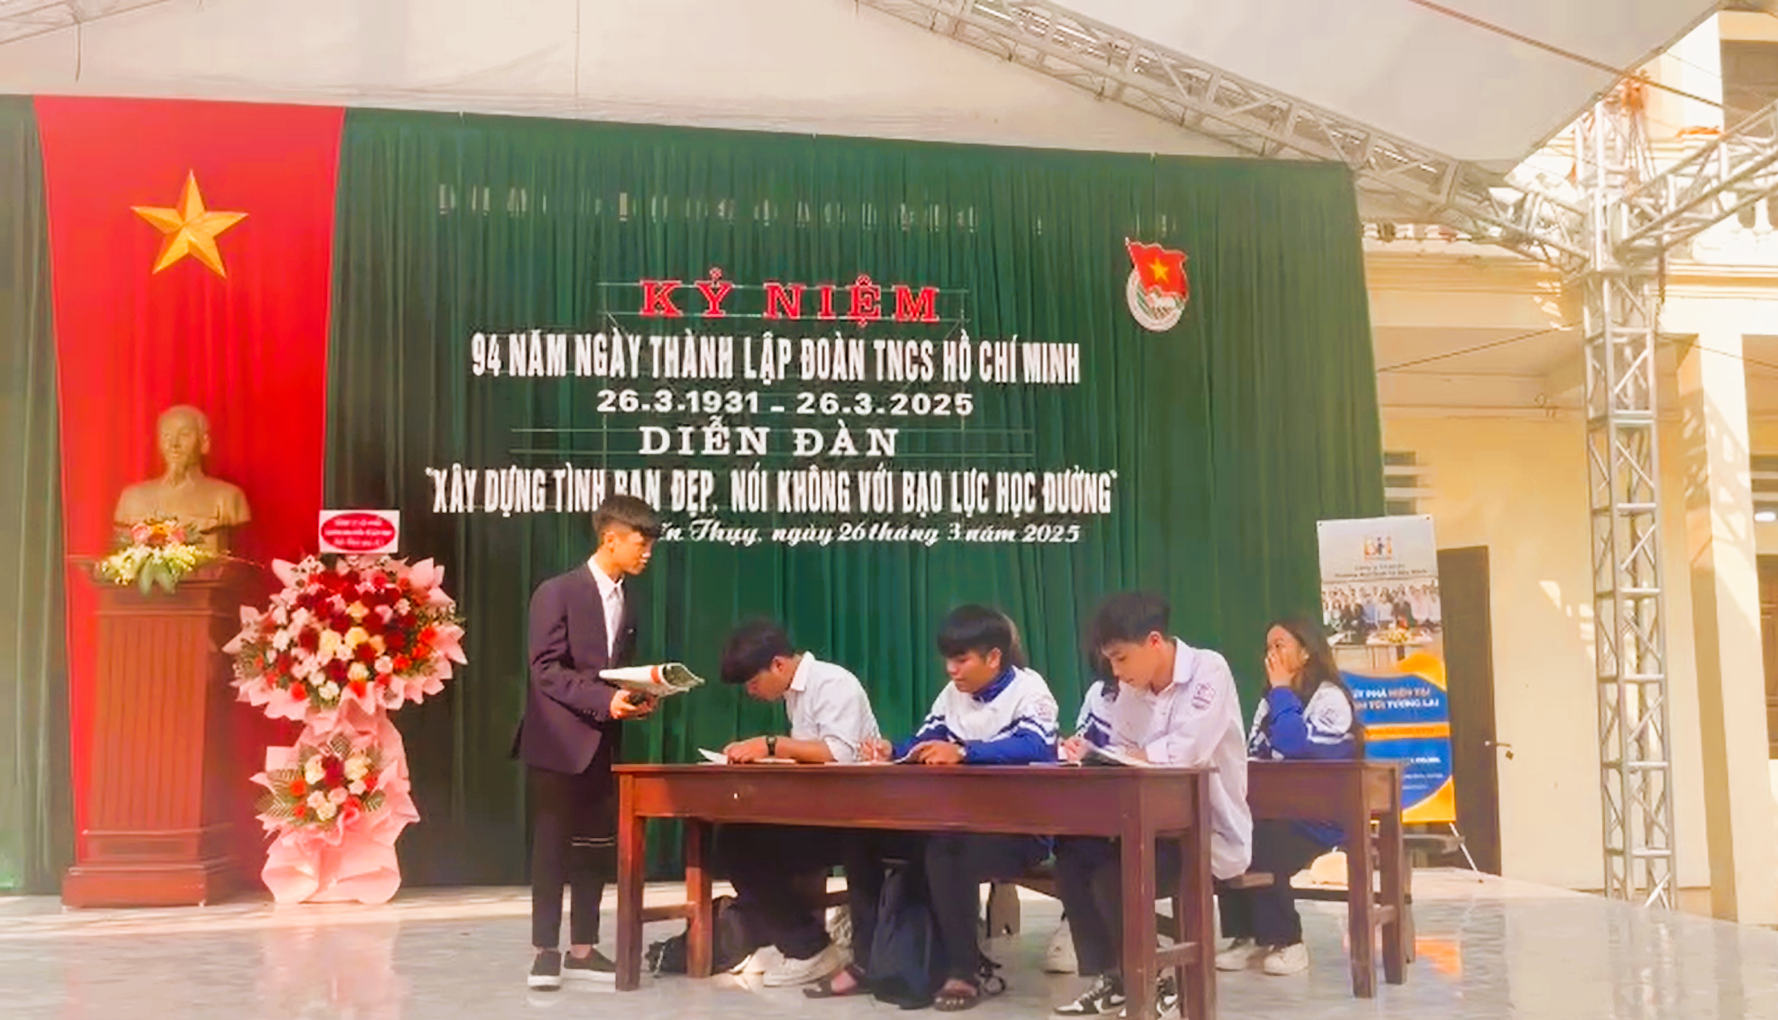 KỶ NIỆM
94 NĂM NGÀY THÀNH LẬP ĐOÀN TNCS HỒ CHÍ MINH
26.3.1931 - 26.3.2025
DIỄN ĐÀN
"XÂY DỰNG TÌNH BẠN ĐẸP, NÓI KHÔNG VỚI BẠO LỰC HỌC ĐƯỜNG"
Thụy, ngày 26 tháng 3 năm 2025
TƯƠNG LAI